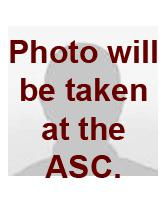 Photo will
be taken
at the
ASC.